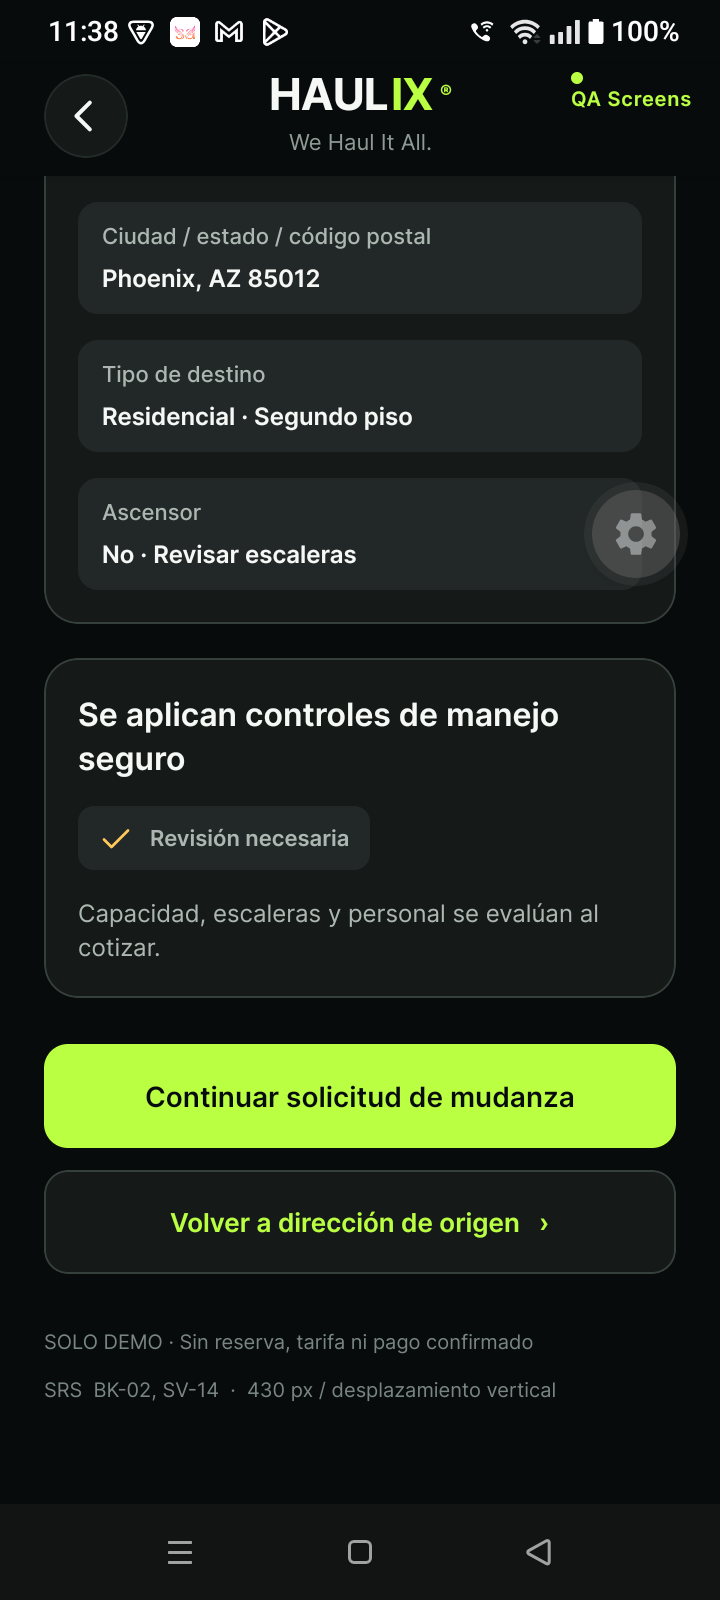 11:38
100%
HAULIX ®
QA Screens
We Haul It All.
Ciudad / estado / código postal
Phoenix, AZ 85012
Tipo de destino
Residencial · Segundo piso
Ascensor
No · Revisar escaleras
Se aplican controles de manejo
seguro
Revisión necesaria
Capacidad, escaleras y personal se evalúan al
cotizar.
Continuar solicitud de mudanza
Volver a dirección de origen ›
SOLO DEMO · Sin reserva, tarifa ni pago confirmado
SRS BK-02, SV-14 · 430 px / desplazamiento vertical